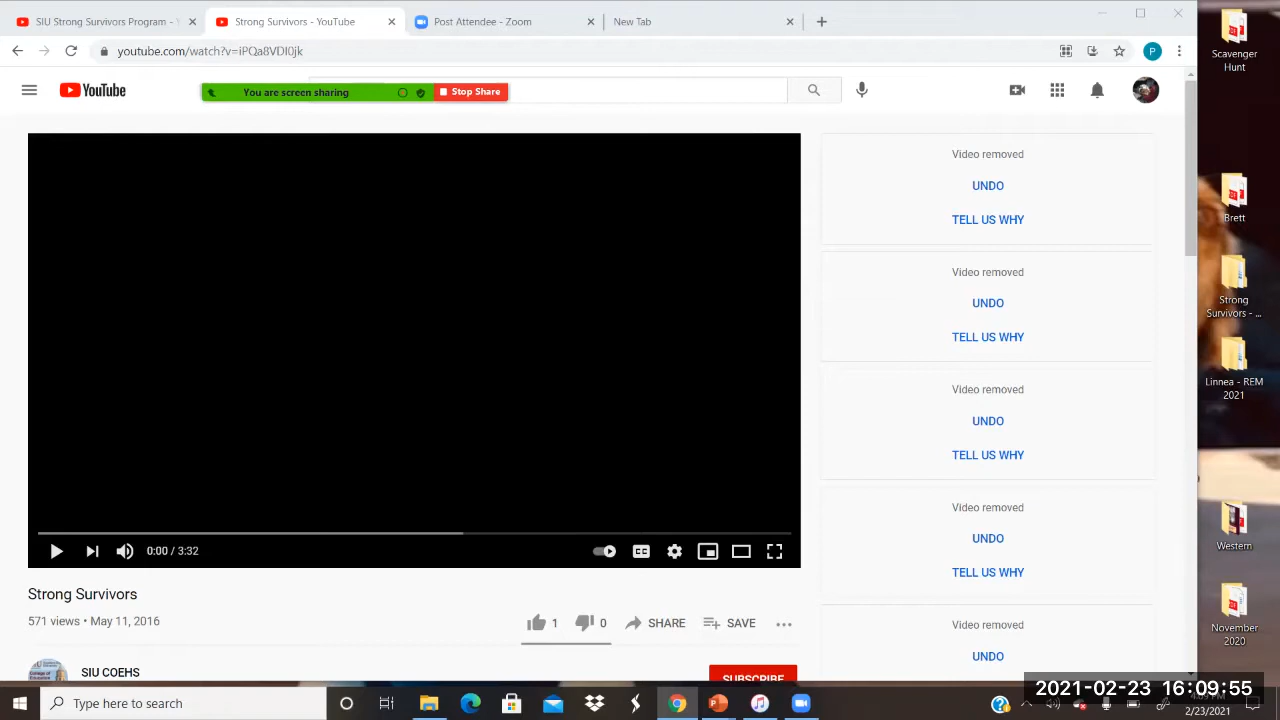 SIU Strong Survivors Program - Y
Strong Survivors - YouTube
Post Attendee - Zoom
New Tab
youtube.com/watch?v=iPQa8VDI0jk
P
YouTube
You are screen sharing
Stop Share
Video removed
UNDO
TELL US WHY
Video removed
UNDO
TELL US WHY
Video removed
UNDO
TELL US WHY
Video removed
UNDO
TELL US WHY
Video removed
UNDO
0:00 / 3:32
CC
Strong Survivors
571 views • May 11, 2016
1
0
SHARE
SAVE
SIU COEHS
SUBSCRIBE
Scavenger
Hunt
Brett
Strong
Survivors - ...
Linnea - REM
2021
Western
November
2020
Type here to search
2021-02-23 16:09:55
2/23/2021